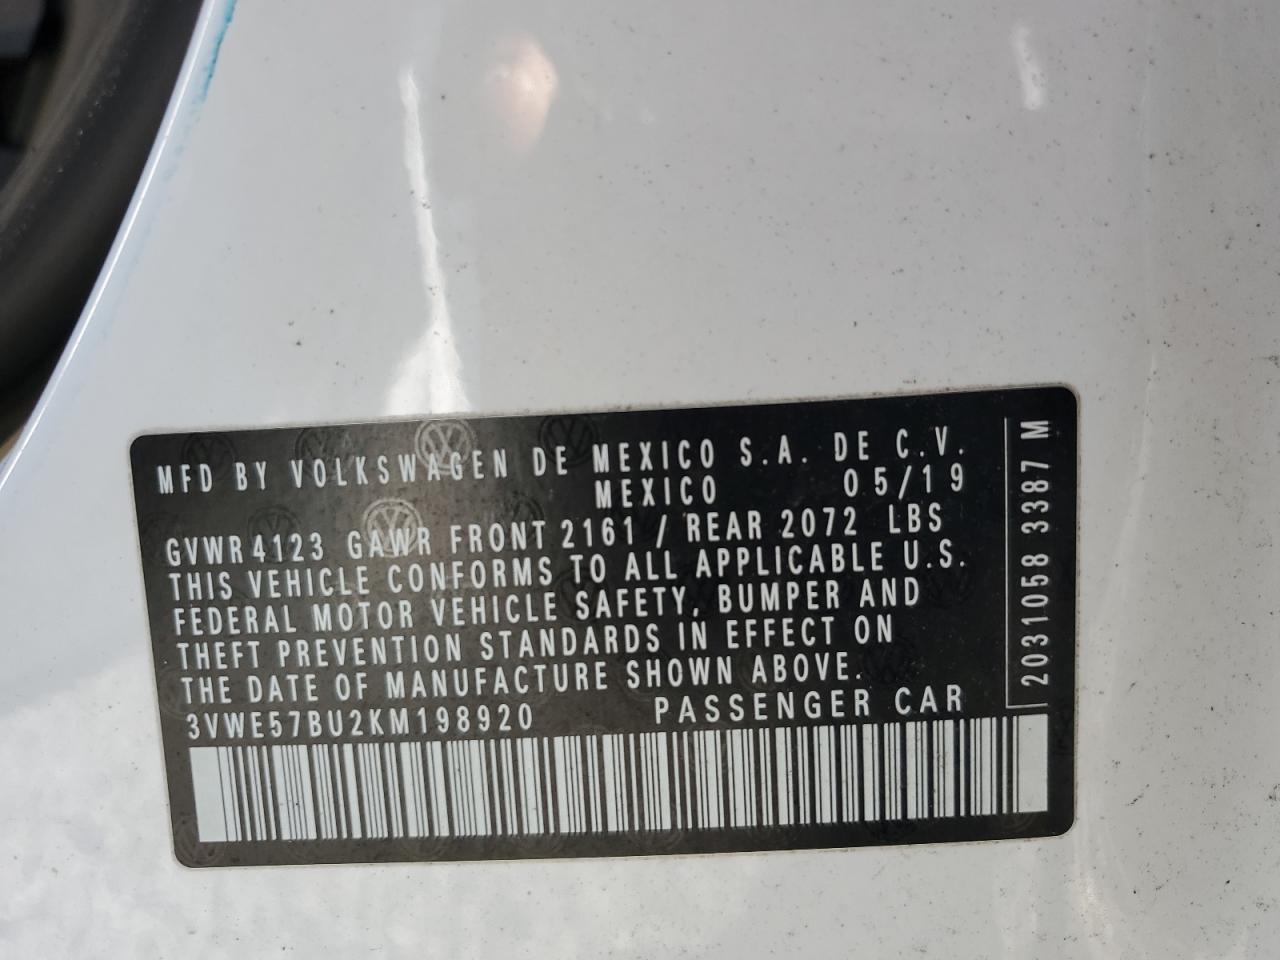 MFD BY VOLKSWAGEN DE MEXICO S.A. DE C.V.
MEXICO 05/19
GVWR 4123 GAWR FRONT 2161 / REAR 2072 LBS
THIS VEHICLE CONFORMS TO ALL APPLICABLE U.S.
FEDERAL MOTOR VEHICLE SAFETY, BUMPER AND
THEFT PREVENTION STANDARDS IN EFFECT ON
THE DATE OF MANUFACTURE SHOWN ABOVE.
3VWE57BU2KM198920 PASSENGER CAR
2031058 3387 M